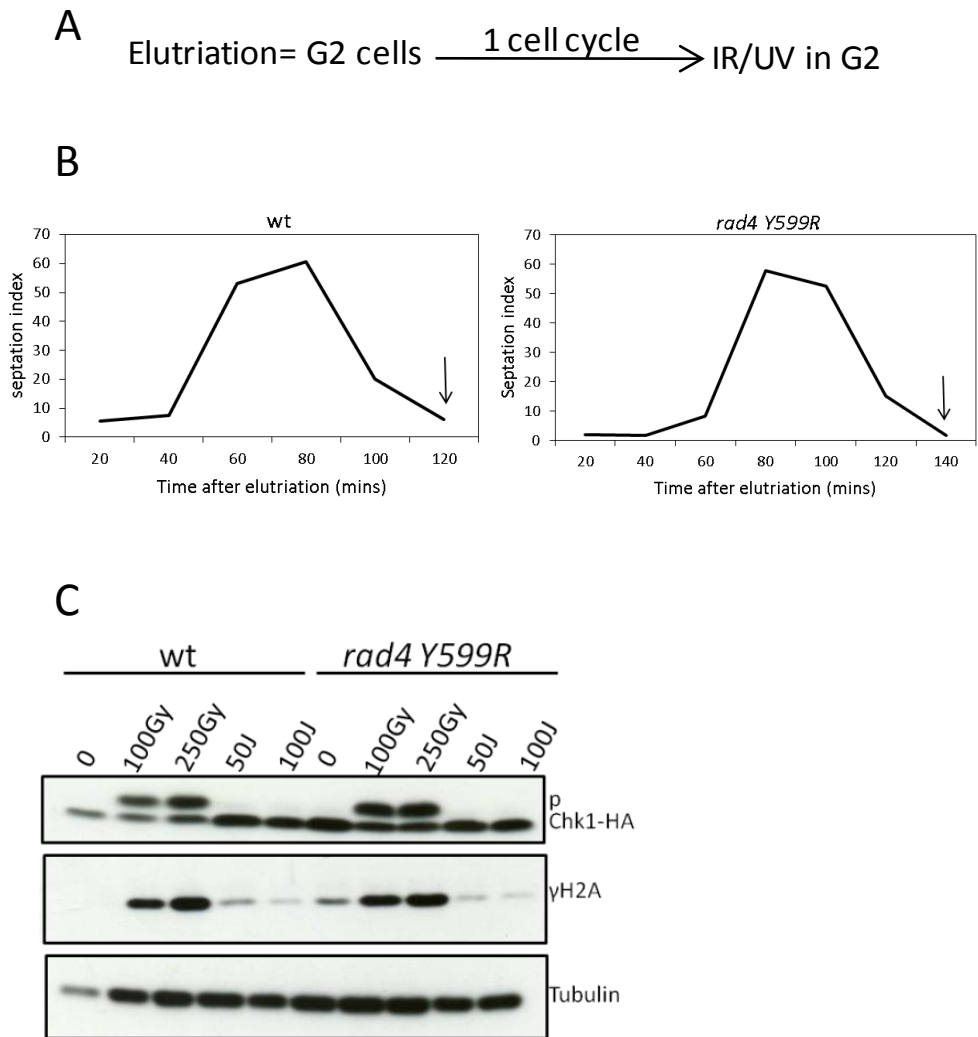 A
Elutriation= G2 cells 1 cell cycle IR/UV in G2
B
wt
septation index
70
60
50
40
30
20
10
0
20 40 60 80 100 120
Time after elutriation (mins)
rad4 Y599R
Septation index
70
60
50
40
30
20
10
0
20 40 60 80 100 120 140
Time after elutriation (mins)
C
wt rad4 Y599R
0 100Gy 250Gy 50J 100J 0 100Gy 250Gy 50J 100J
p
Chk1-HA
γH2A
Tubulin